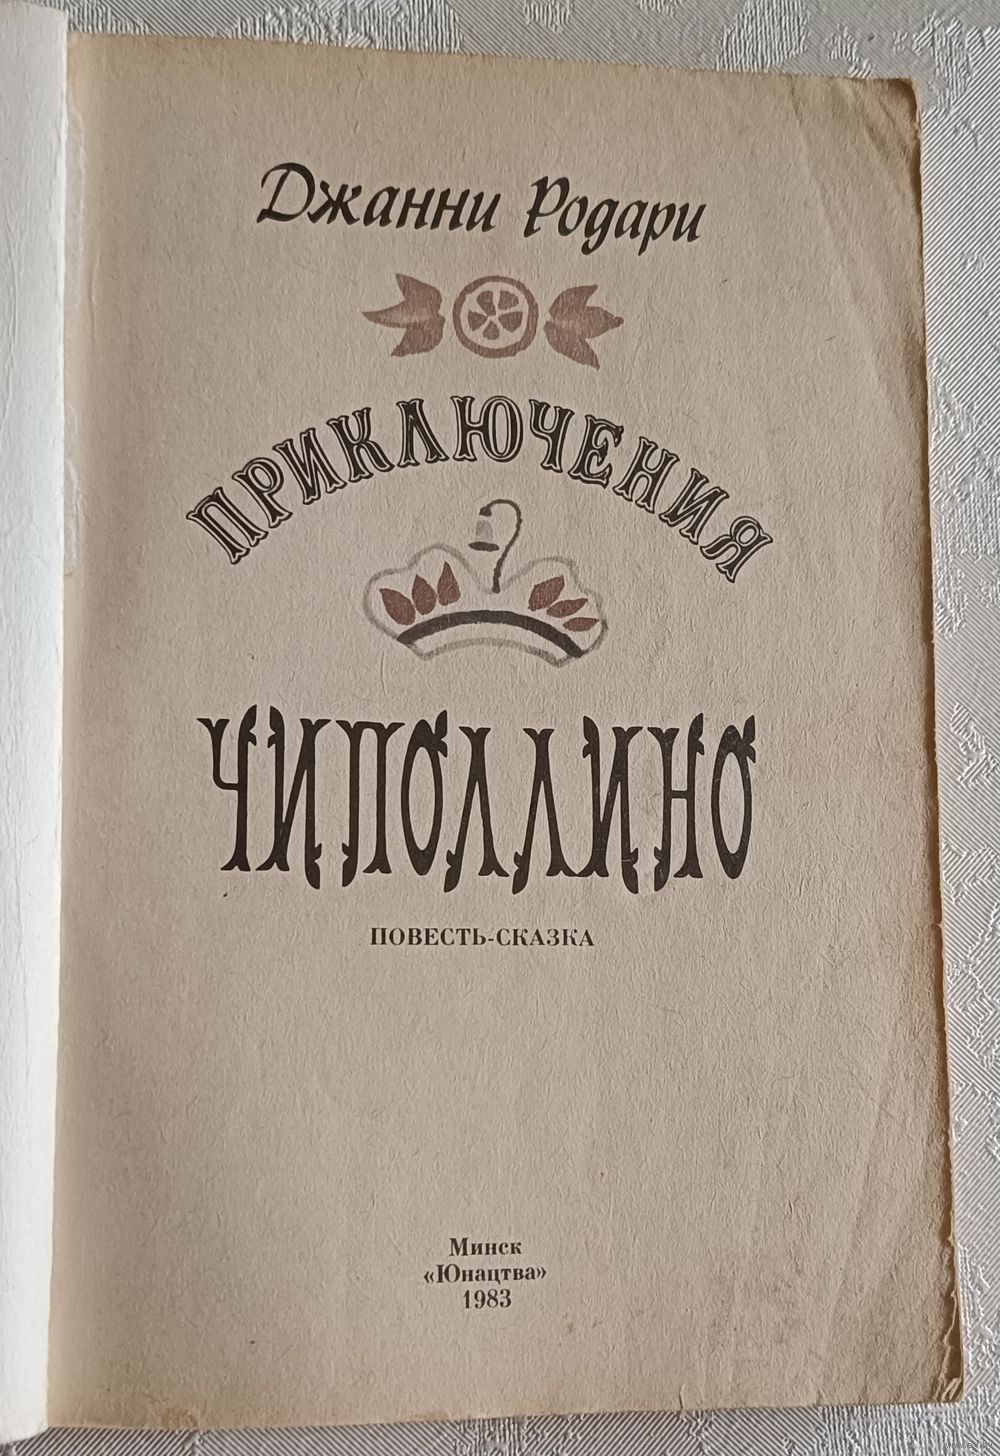 Джанни Родари
ПРИКЛЮЧЕНИЯ
ЧИПОЛЛИНО
ПОВЕСТЬ-СКАЗКА
Минск
«Юнацтва»
1983